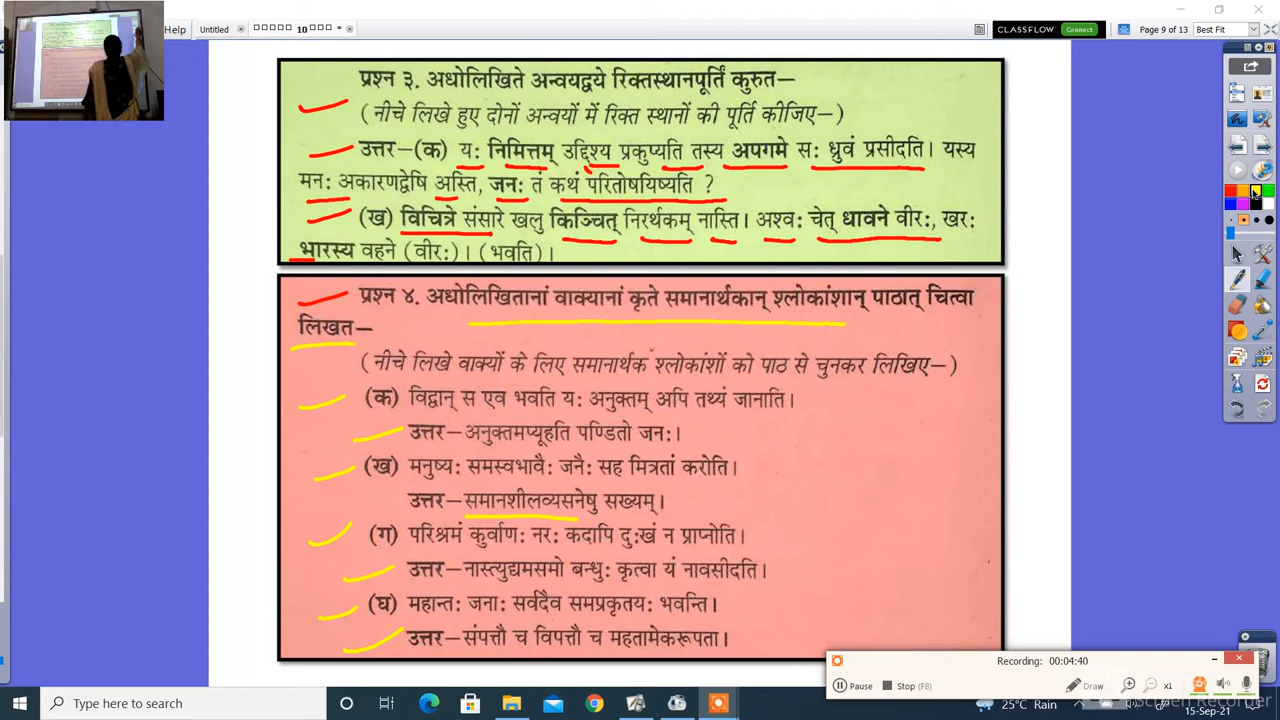 Help
Untitled
10
CLASSFLOW
Connect
Page 9 of 13
Best Fit
प्रश्न ३. अधोलिखिते अन्वयद्वये रिक्तस्थानपूर्तिं कुरुत–
(नीचे लिखे हुए दोनों अन्वयों में रिक्त स्थानों की पूर्ति कीजिए–)
उत्तर–(क) यः निमित्तम् उद्दिश्य प्रकुप्यति तस्य अपगमे सः ध्रुवं प्रसीदति। यस्य
मनः अकारणद्वेषि अस्ति, जनः तं कथं परितोषयिष्यति ?
(ख) विचित्रे संसारे खलु किञ्चित् निरर्थकम् नास्ति। अश्वः चेत् धावने वीरः, खरः
भारस्य वहने (वीरः)। (भवति)।
प्रश्न ४. अधोलिखितानां वाक्यानां कृते समानार्थकान् श्लोकांशान् पाठात् चित्वा
लिखत–
(नीचे लिखे वाक्यों के लिए समानार्थक श्लोकांशों को पाठ से चुनकर लिखिए–)
(क) विद्वान् स एव भवति यः अनुक्तम् अपि तथ्यं जानाति।
उत्तर–अनुक्तमप्यूहति पण्डितो जनः।
(ख) मनुष्यः समस्वभावैः जनैः सह मित्रतां करोति।
उत्तर–समानशीलव्यसनेषु सख्यम्।
(ग) परिश्रमं कुर्वाणः नरः कदापि दुःखं न प्राप्नोति।
उत्तर–नास्त्युद्यमसमो बन्धुः कृत्वा यं नावसीदति।
(घ) महान्तः जनाः सर्वदैव समप्रकृतयः भवन्ति।
उत्तर–संपत्तौ च विपत्तौ च महतामेकरूपता।
Recording: 00:04:40
Pause
Stop (F8)
Draw
x1
Type here to search
25°C Rain
15-Sep-21
Screen Recorder